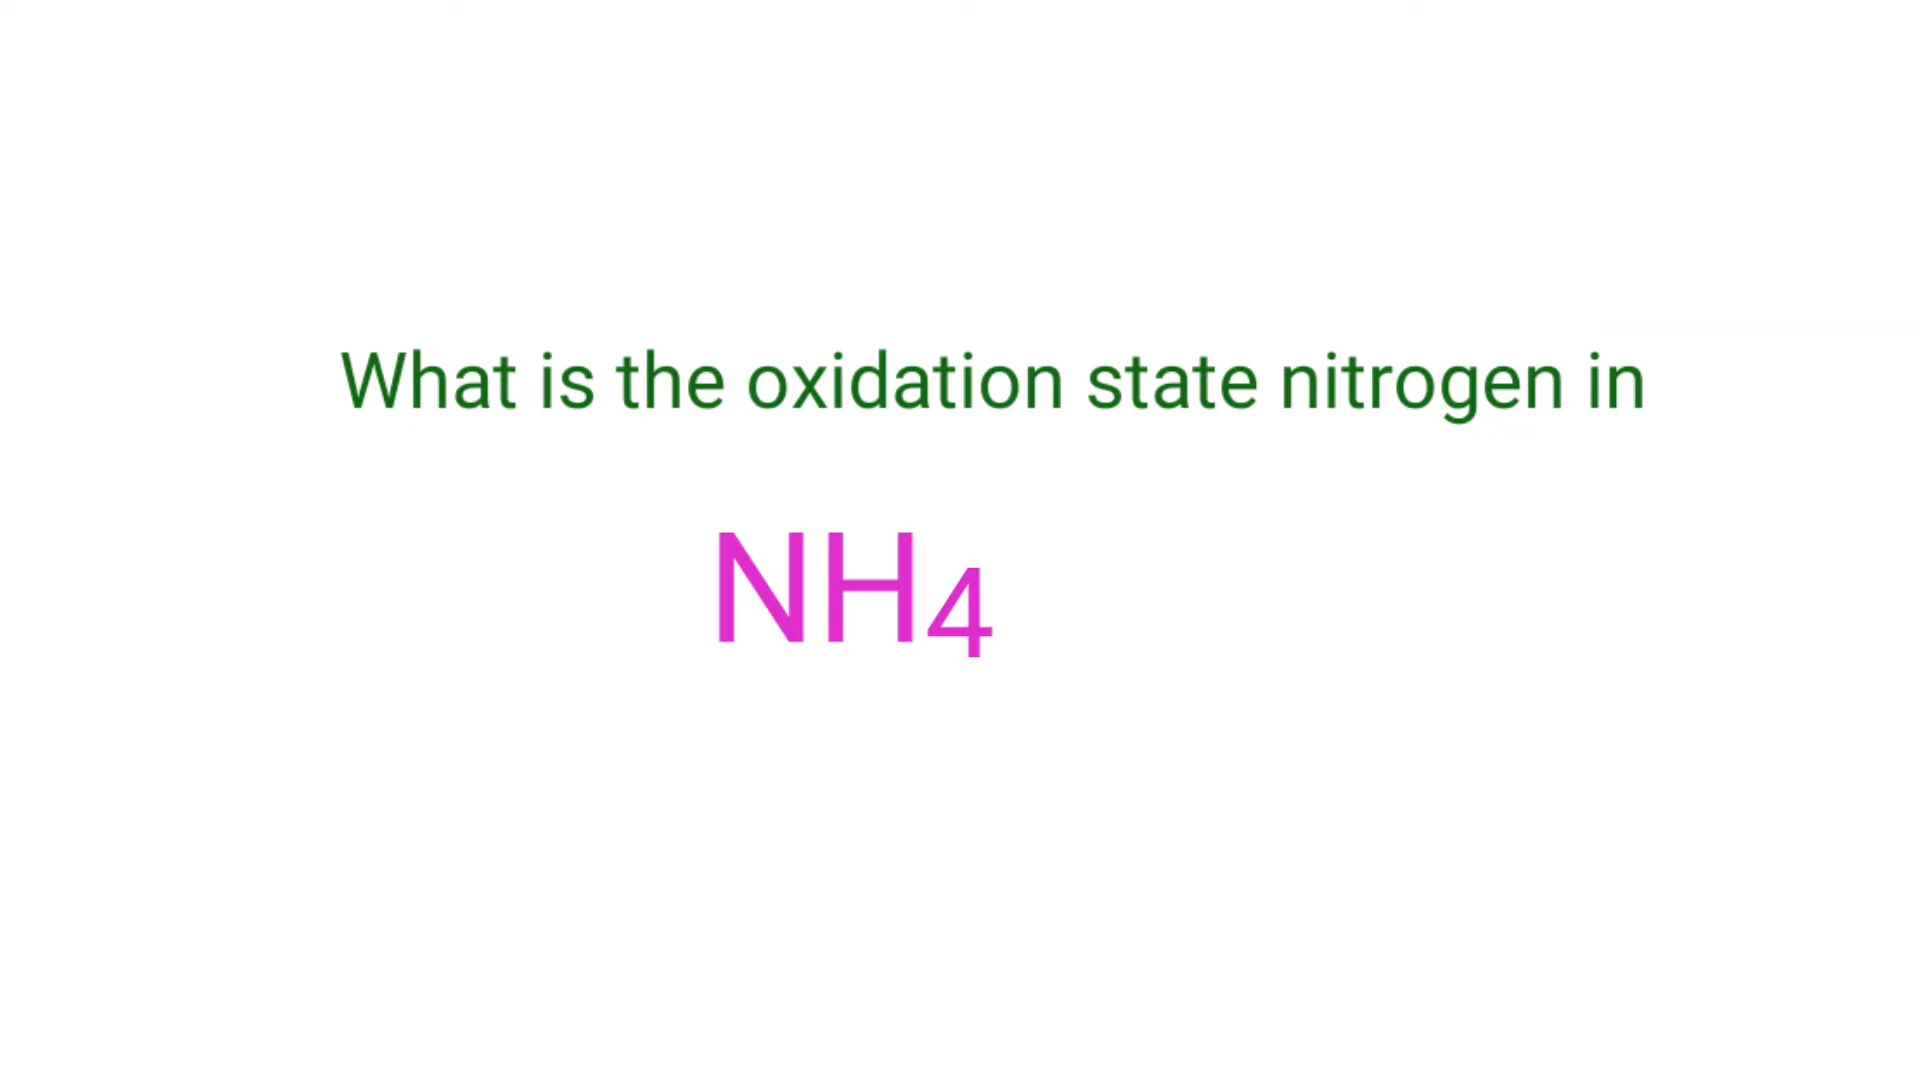 What is the oxidation state nitrogen in
NH₄